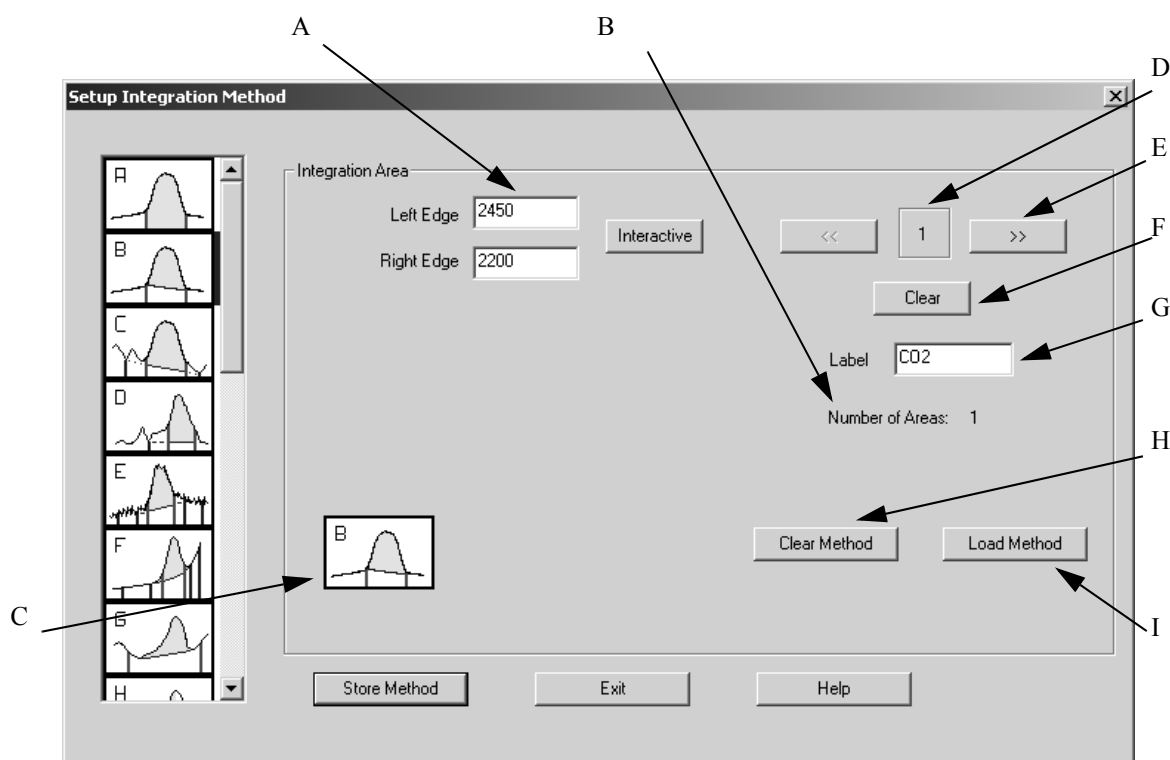 A
B
D
Setup Integration Method
E
A
Integration Area
Left Edge
2450
Interactive
<<
1
>>
F
B
Right Edge
2200
Clear
G
C
Label
CO2
D
Number of Areas: 1
H
E
B
Clear Method
Load Method
F
C
G
I
H
Store Method
Exit
Help